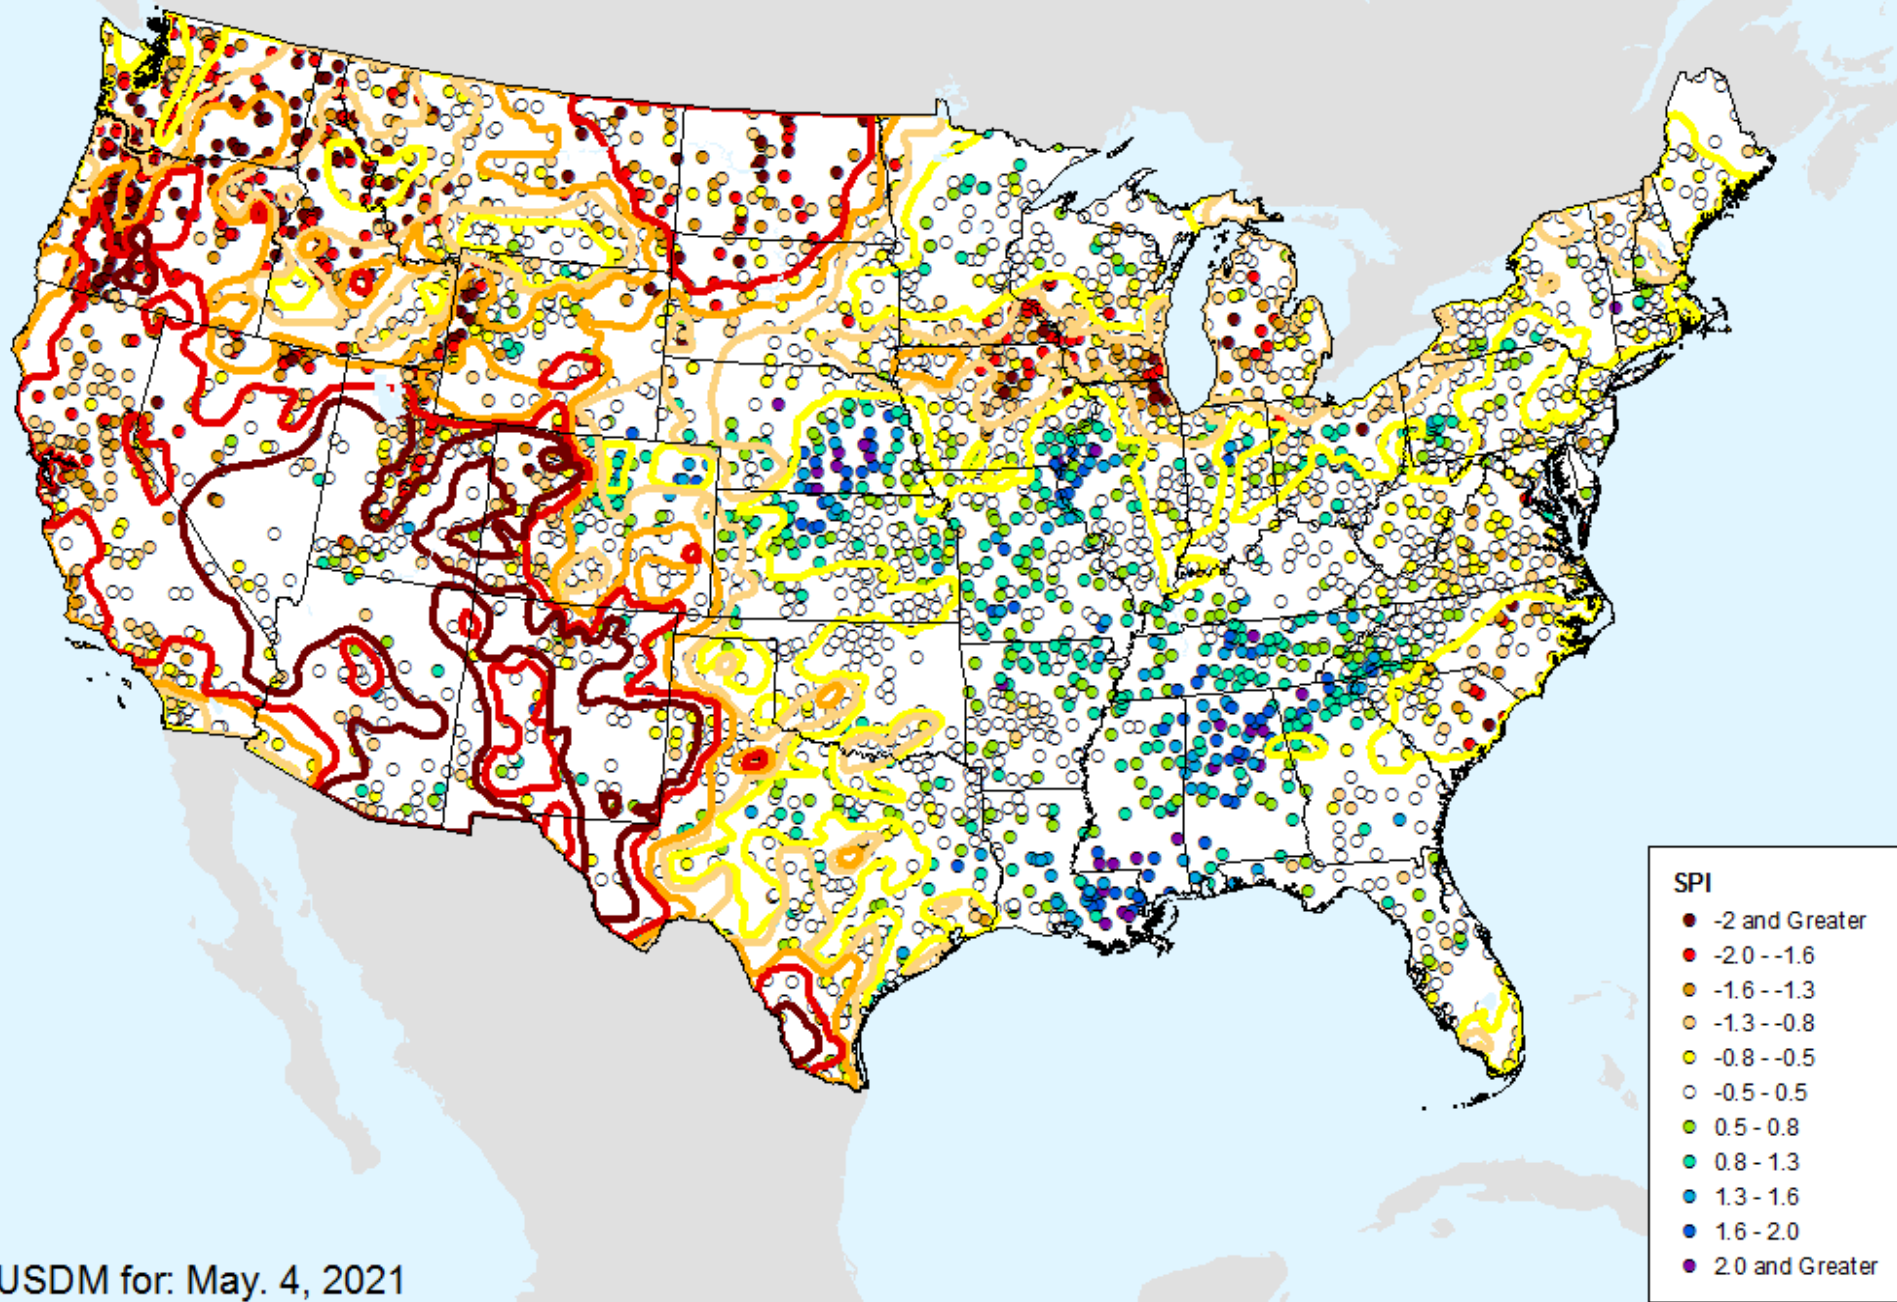 SPI
-2 and Greater
-2.0 - -1.6
-1.6 - -1.3
-1.3 - -0.8
-0.8 - -0.5
-0.5 - 0.5
0.5 - 0.8
0.8 - 1.3
1.3 - 1.6
1.6 - 2.0
2.0 and Greater
USDM for: May. 4, 2021